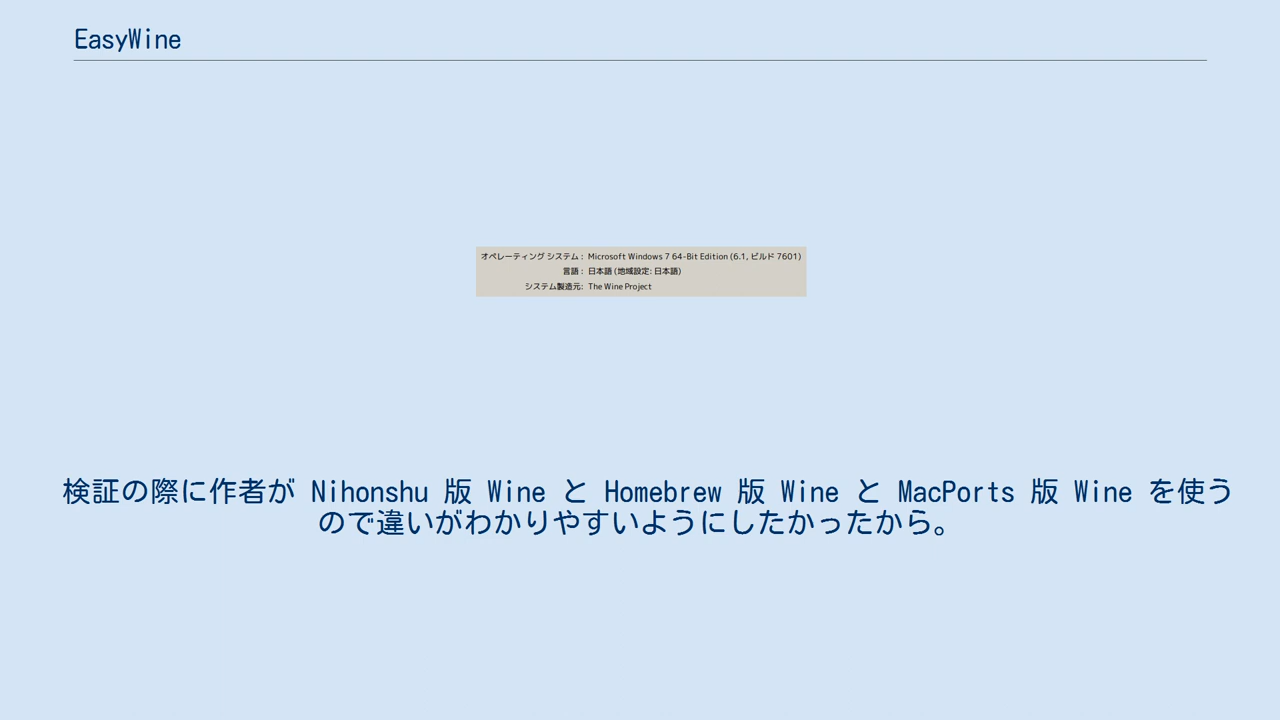 EasyWine
オペレーティング システム : Microsoft Windows 7 64-Bit Edition (6.1, ビルド 7601)
言語 : 日本語 (地域設定: 日本語)
システム製造元: The Wine Project
検証の際に作者が Nihonshu 版 Wine と Homebrew 版 Wine と MacPorts 版 Wine を使う
ので違いがわかりやすいようにしたかったから。